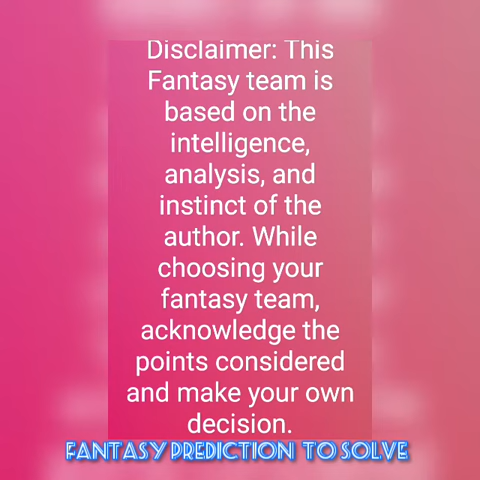 Disclaimer: This
Fantasy team is
based on the
intelligence,
analysis, and
instinct of the
author. While
choosing your
fantasy team,
acknowledge the
points considered
and make your own
decision.
FANTASY PREDICTION TO SOLVE